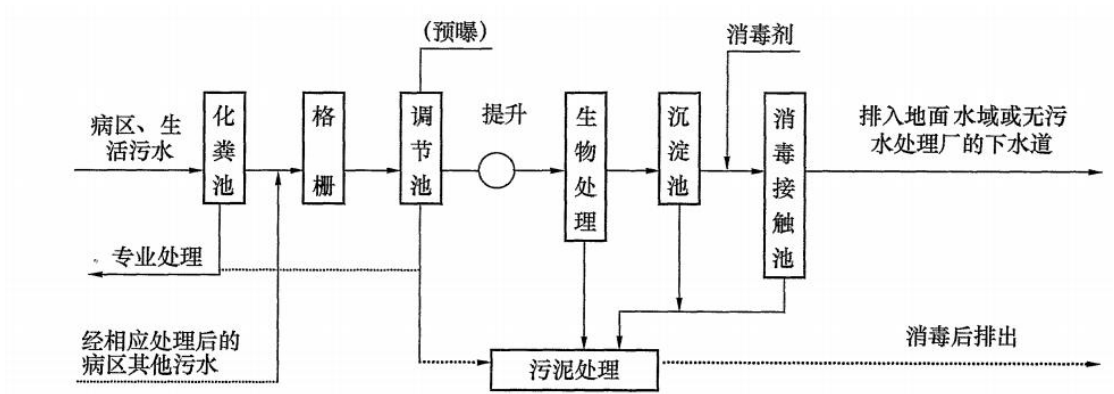 (预曝)
消毒剂
病区、生
活污水
化粪池
格栅
调节池
提升
生物处理
沉淀池
消毒接触池
排入地面水域或无污
水处理厂的下水道
专业处理
经相应处理后的
病区其他污水
污泥处理
消毒后排出